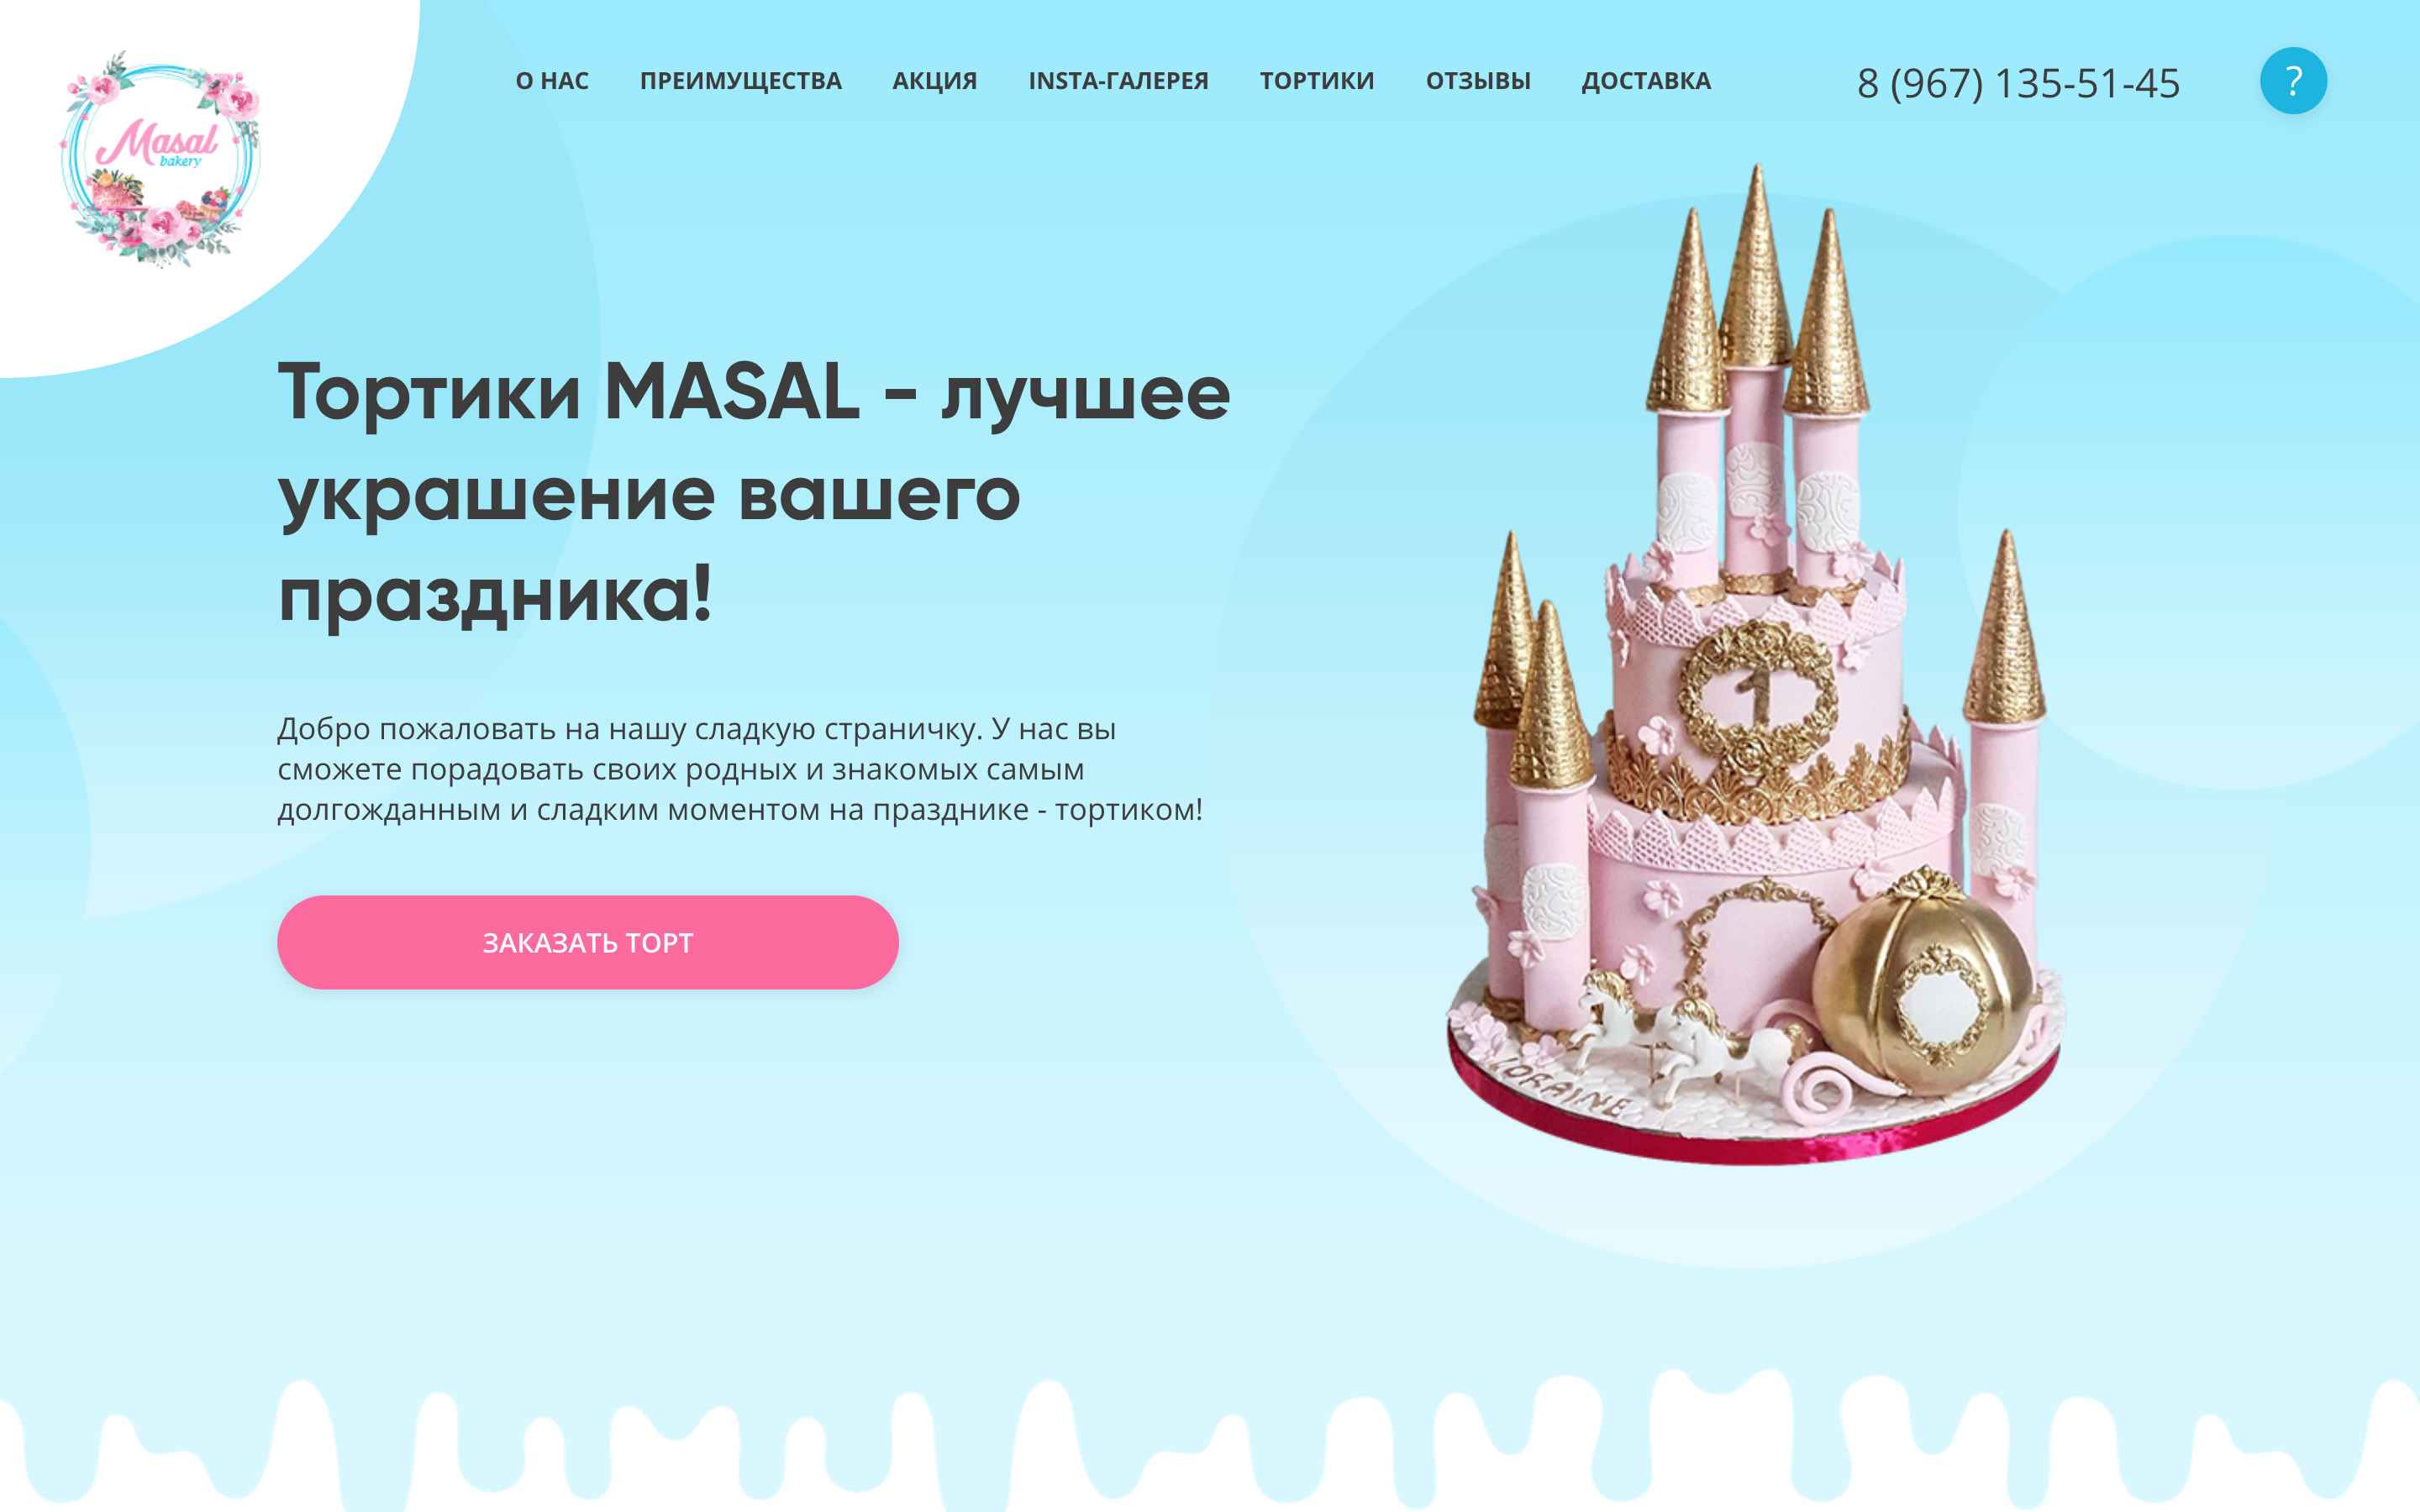 Masal
bakery
О НАС
ПРЕИМУЩЕСТВА
АКЦИЯ
INSTA-ГАЛЕРЕЯ
ТОРТИКИ
ОТЗЫВЫ
ДОСТАВКА
8 (967) 135-51-45
?
Тортики MASAL - лучшее
украшение вашего
праздника!
Добро пожаловать на нашу сладкую страничку. У нас вы
сможете порадовать своих родных и знакомых самым
долгожданным и сладким моментом на празднике - тортиком!
ЗАКАЗАТЬ ТОРТ
1
LORAINE